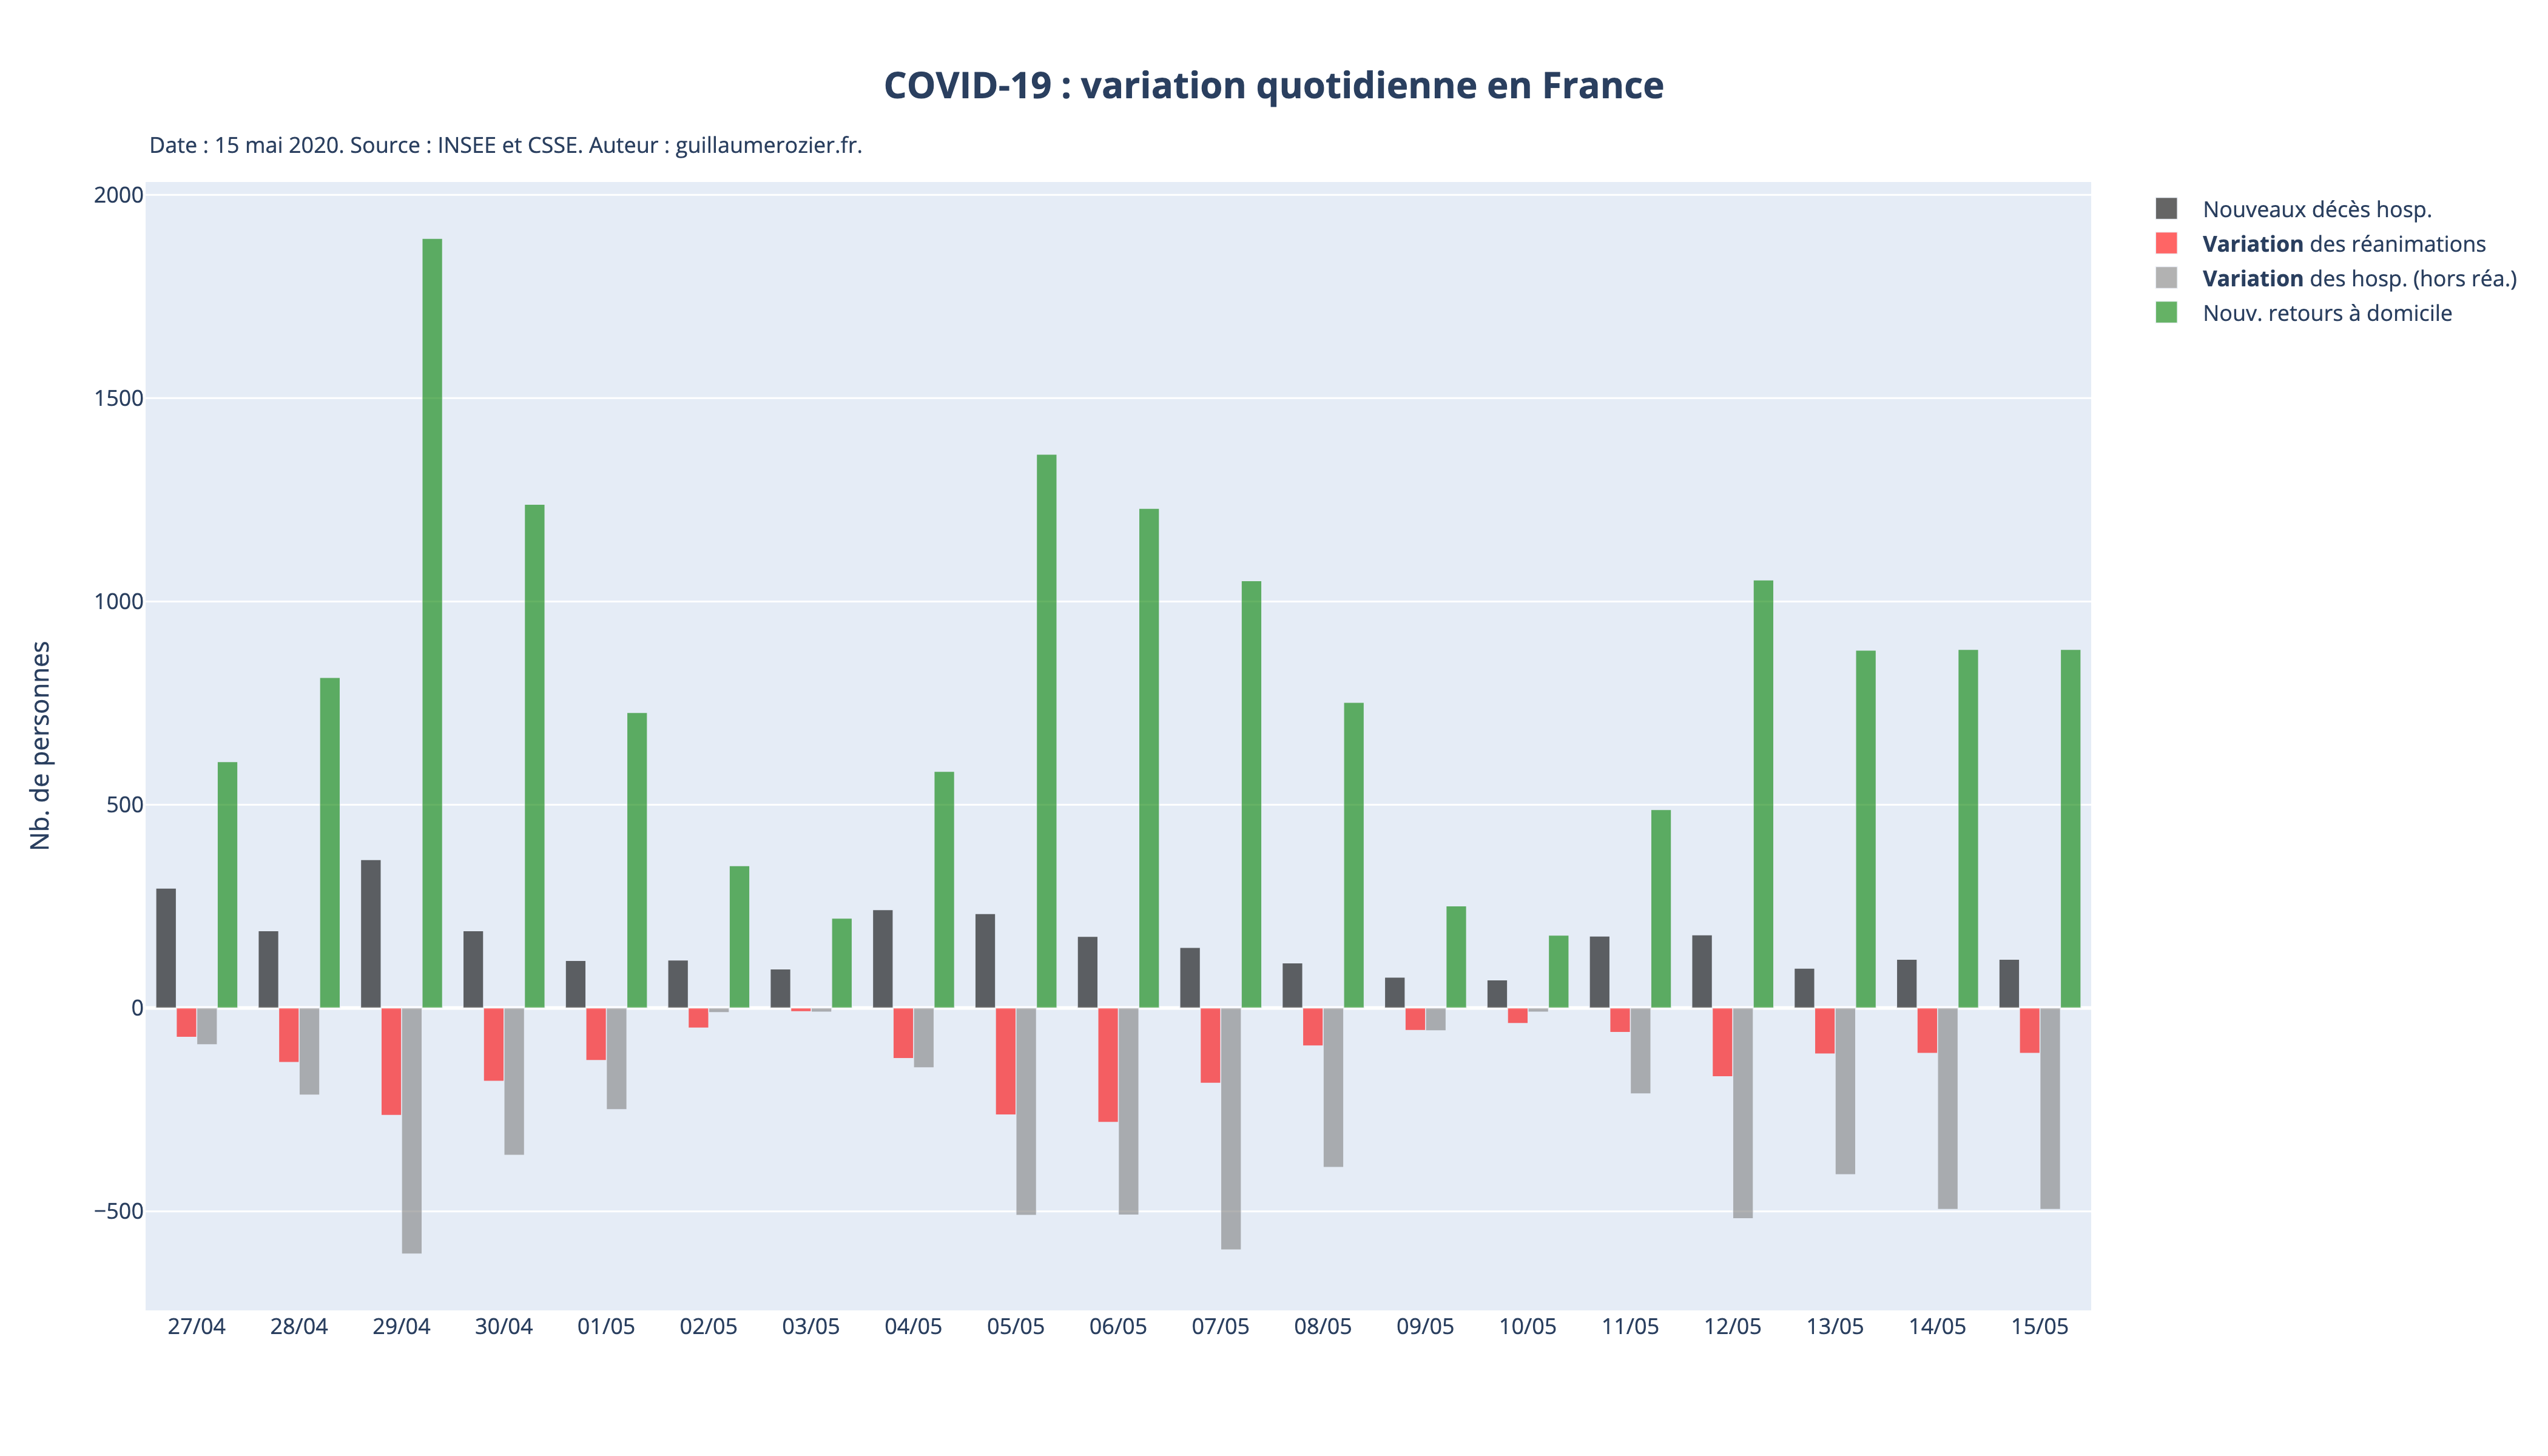 COVID-19 : variation quotidienne en France
Date : 15 mai 2020. Source : INSEE et CSSE. Auteur : guillaumerozier.fr.
Nouveaux décès hosp.
Variation des réanimations
Variation des hosp. (hors réa.)
Nouv. retours à domicile
Nb. de personnes
2000
1500
1000
500
0
−500
27/04 28/04 29/04 30/04 01/05 02/05 03/05 04/05 05/05 06/05 07/05 08/05 09/05 10/05 11/05 12/05 13/05 14/05 15/05